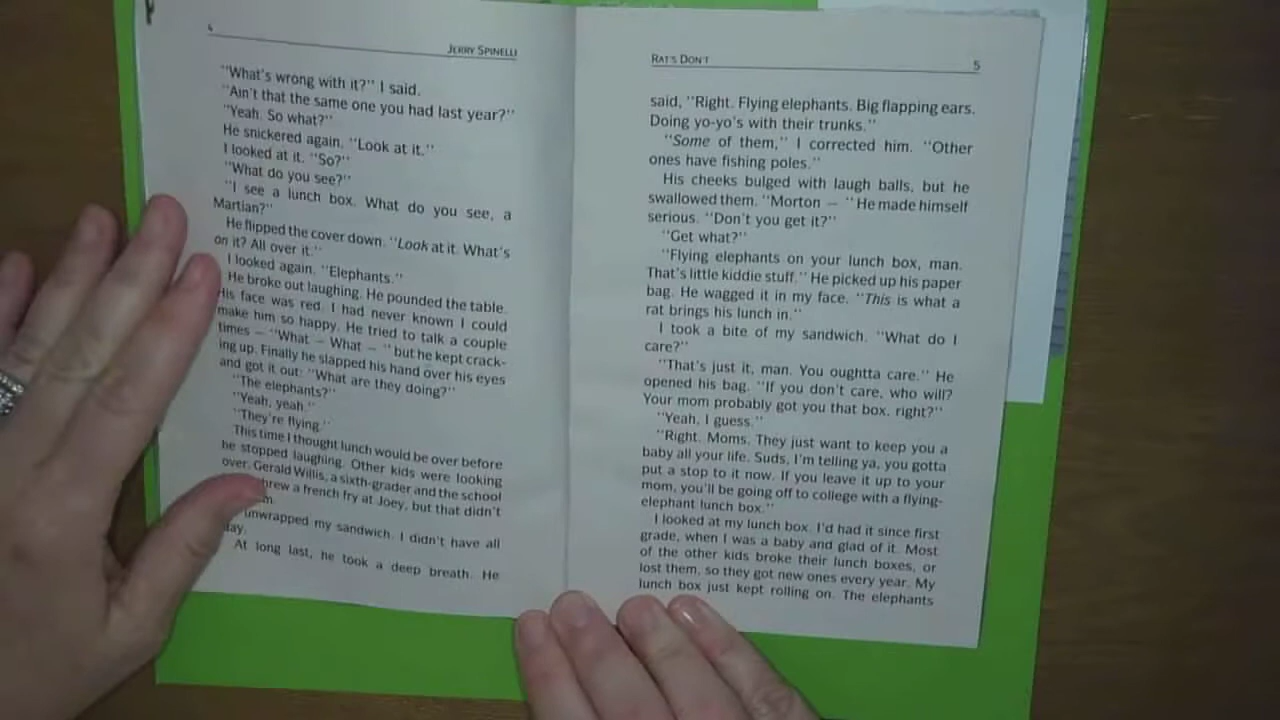 4
JERRY SPINELLI
"What's wrong with it?" I said.
"Ain't that the same one you had last year?"
"Yeah. So what?"
He snickered again. "Look at it."
I looked at it. "So?"
"What do you see?"
"I see a lunch box. What do you see, a
Martian?"
He flipped the cover down. "Look at it. What's
on it? All over it."
I looked again. "Elephants."
He broke out laughing. He pounded the table.
His face was red. I had never known I could
make him so happy. He tried to talk a couple
times — "What — What — " but he kept crack-
ing up. Finally he slapped his hand over his eyes
and got it out: "What are they doing?"
"The elephants?"
"Yeah, yeah."
"They're flying."
This time I thought lunch would be over before
he stopped laughing. Other kids were looking
over. Gerald Willis, a sixth-grader and the school
hrew a french fry at Joey, but that didn't
m.
unwrapped my sandwich. I didn't have all
day.
At long last, he took a deep breath. He
RATS DON'T
5
said, "Right. Flying elephants. Big flapping ears.
Doing yo-yo's with their trunks."
"Some of them," I corrected him. "Other
ones have fishing poles."
His cheeks bulged with laugh balls, but he
swallowed them. "Morton — " He made himself
serious. "Don't you get it?"
"Get what?"
"Flying elephants on your lunch box, man.
That's little kiddie stuff." He picked up his paper
bag. He wagged it in my face. "This is what a
rat brings his lunch in."
I took a bite of my sandwich. "What do I
care?"
"That's just it, man. You oughtta care." He
opened his bag. "If you don't care, who will?
Your mom probably got you that box, right?"
"Yeah, I guess."
"Right. Moms. They just want to keep you a
baby all your life. Suds, I'm telling ya, you gotta
put a stop to it now. If you leave it up to your
mom, you'll be going off to college with a flying-
elephant lunch box."
I looked at my lunch box. I'd had it since first
grade, when I was a baby and glad of it. Most
of the other kids broke their lunch boxes, or
lost them, so they got new ones every year. My
lunch box just kept rolling on. The elephants